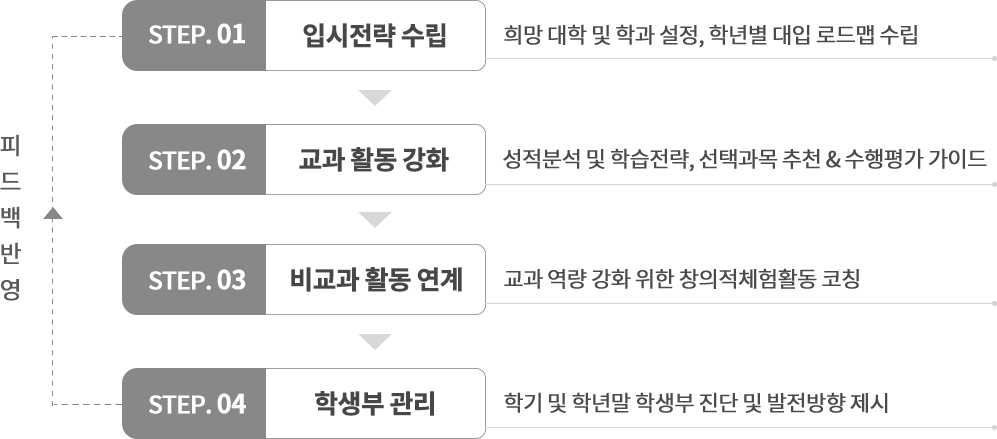 STEP. 01 입시전략 수립 희망 대학 및 학과 설정, 학년별 대입 로드맵 수립
STEP. 02 교과 활동 강화 성적분석 및 학습전략, 선택과목 추천 & 수행평가 가이드
STEP. 03 비교과 활동 연계 교과 역량 강화 위한 창의적체험활동 코칭
STEP. 04 학생부 관리 학기 및 학년말 학생부 진단 및 발전방향 제시
피드백반영